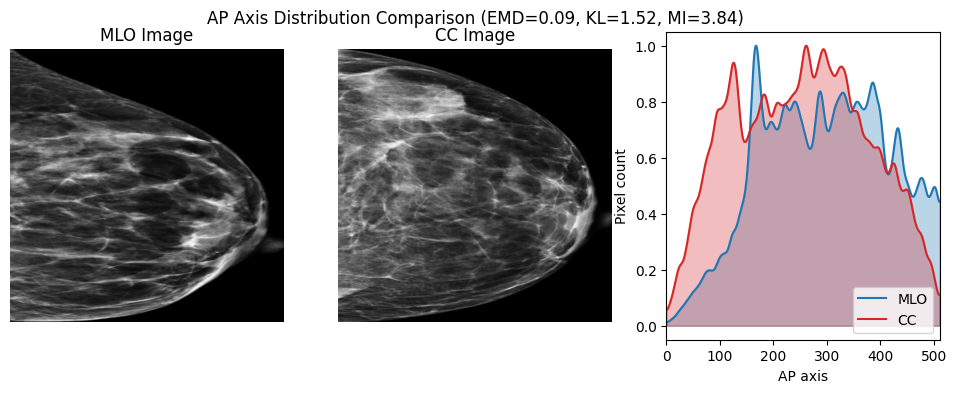 AP Axis Distribution Comparison (EMD=0.09, KL=1.52, MI=3.84)
MLO Image
CC Image
1.0
0.8
0.6
0.4
0.2
0.0
Pixel count
0 100 200 300 400 500
AP axis
MLO
CC